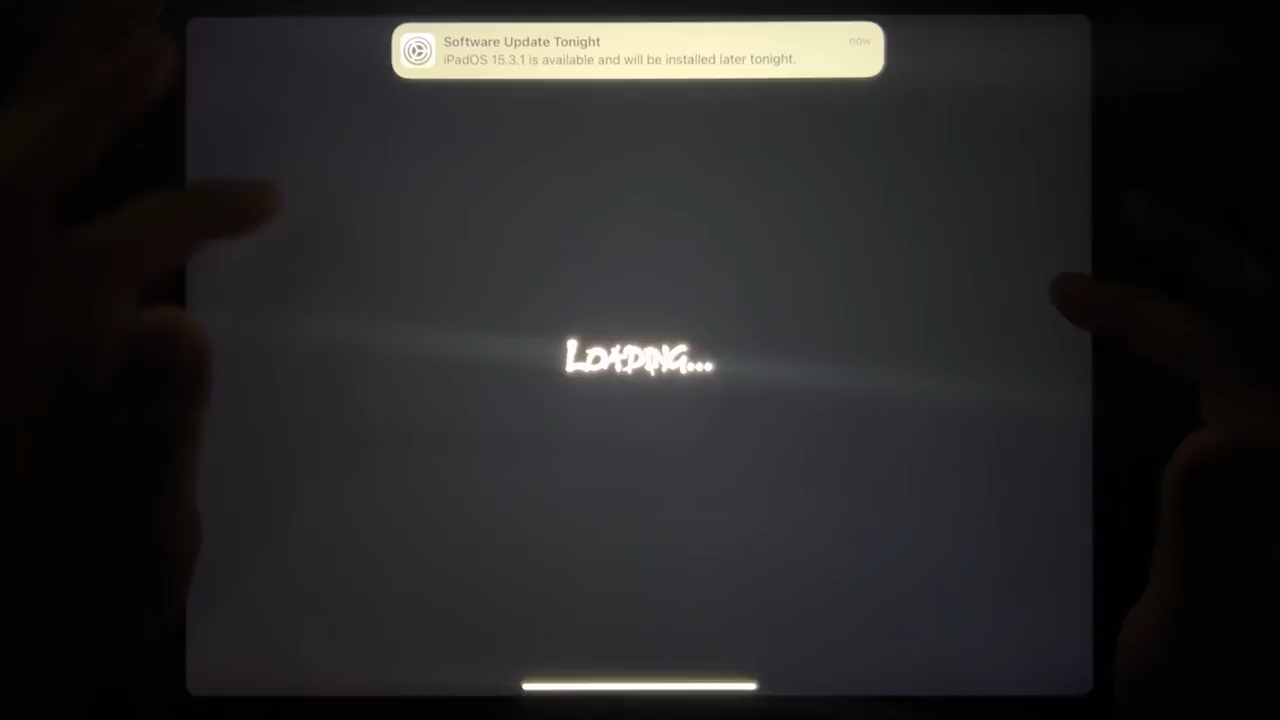 Software Update Tonight
now
iPadOS 15.3.1 is available and will be installed later tonight.
LOADING...